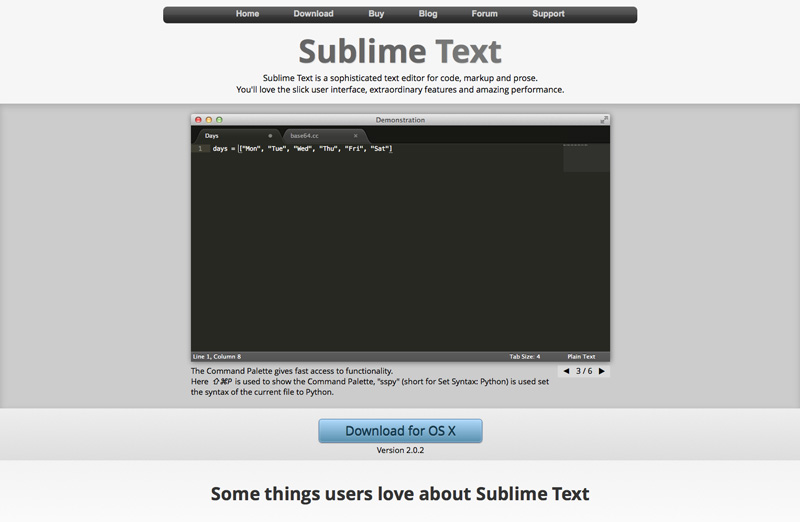 Home Download Buy Blog Forum Support
Sublime Text
Sublime Text is a sophisticated text editor for code, markup and prose.
You'll love the slick user interface, extraordinary features and amazing performance.
Demonstration
Days base64.cc
1 days = ["Mon", "Tue", "Wed", "Thu", "Fri", "Sat"]
Line 1, Column 8 Tab Size: 4 Plain Text
The Command Palette gives fast access to functionality.
Here ⇧⌘P is used to show the Command Palette, "sspy" (short for Set Syntax: Python) is used set
the syntax of the current file to Python.
◀ 3 / 6 ▶
Download for OS X
Version 2.0.2
Some things users love about Sublime Text